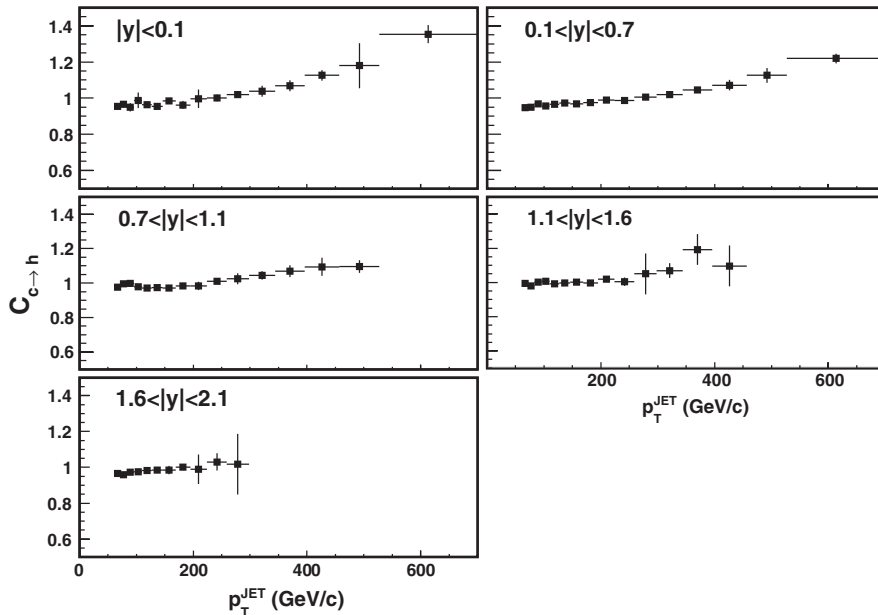 |y|<0.1
0.1<|y|<0.7
1.4
1.2
1
0.8
0.6
0.7<|y|<1.1
1.1<|y|<1.6
1.4
1.2
1
0.8
0.6
C c→ h
200 400 600
p_T^JET (GeV/c)
1.6<|y|<2.1
1.4
1.2
1
0.8
0.6
0 200 400 600
p_T^JET (GeV/c)